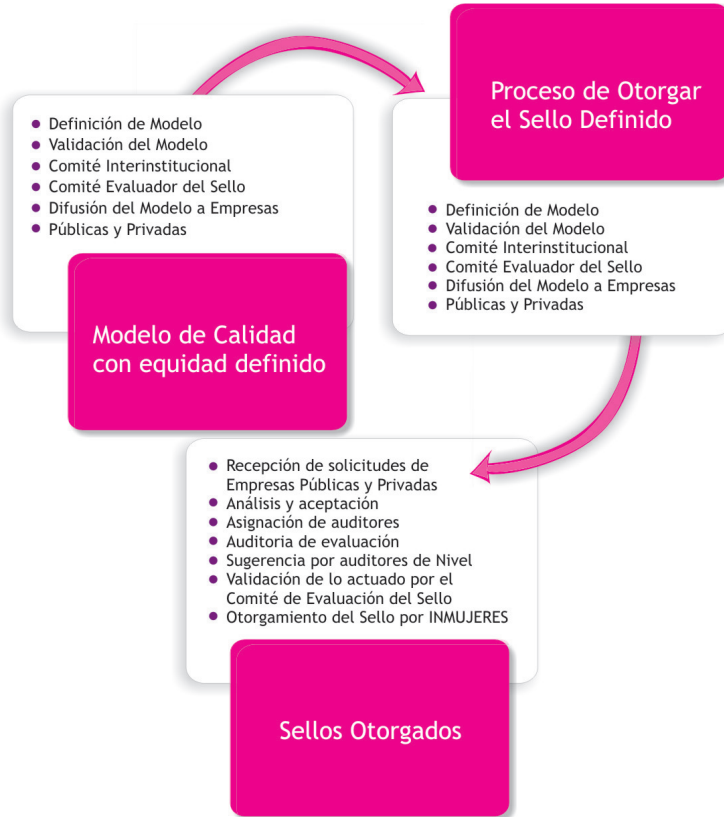 • Definición de Modelo
• Validación del Modelo
• Comité Interinstitucional
• Comité Evaluador del Sello
• Difusión del Modelo a Empresas
• Públicas y Privadas
Modelo de Calidad
con equidad definido
Proceso de Otorgar
el Sello Definido
• Definición de Modelo
• Validación del Modelo
• Comité Interinstitucional
• Comité Evaluador del Sello
• Difusión del Modelo a Empresas
• Públicas y Privadas
• Recepción de solicitudes de
Empresas Públicas y Privadas
• Análisis y aceptación
• Asignación de auditores
• Auditoria de evaluación
• Sugerencia por auditores de Nivel
• Validación de lo actuado por el
Comité de Evaluación del Sello
• Otorgamiento del Sello por INMUJERES
Sellos Otorgados